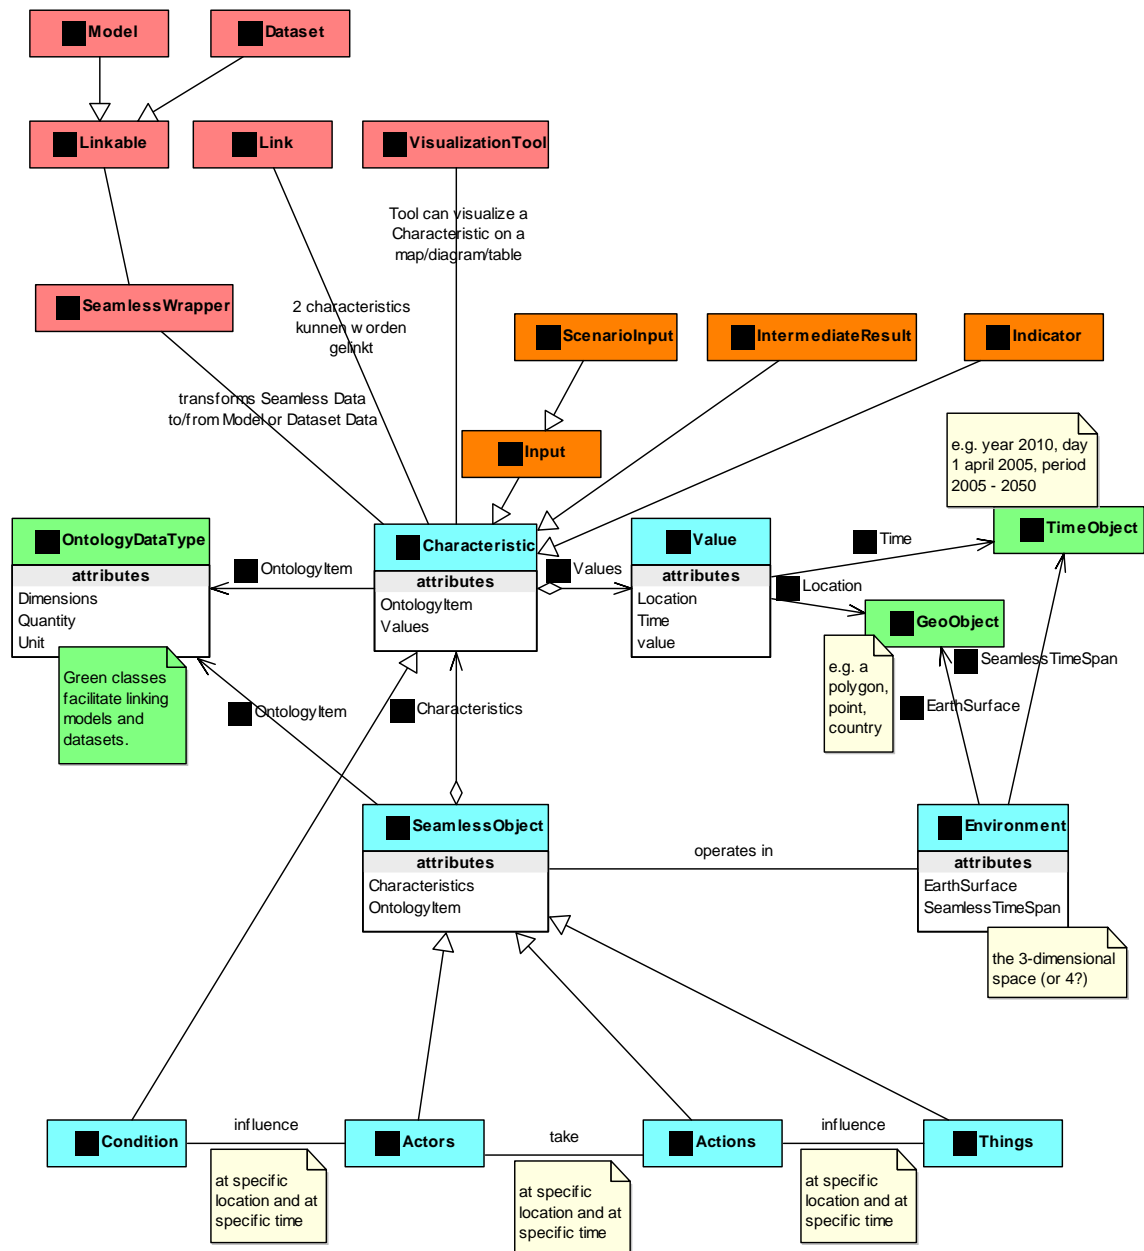 Model
Dataset
Linkable
Link
VisualizationTool
Tool can visualize a
Characteristic on a
map/diagram/table
SeamlessWrapper
2 characteristics
kunnen worden
gelinkt
ScenarioInput
IntermediateResult
Indicator
transforms Seamless Data
to/from Model or Dataset Data
Input
e.g. year 2010, day
1 april 2005, period
2005 - 2050
OntologyDataType
attributes
Dimensions
Quantity
Unit
OntologyItem
Characteristic
attributes
OntologyItem
Values
Values
Value
attributes
Location
Time
value
Time
Location
TimeObject
GeoObject
Green classes
facilitate linking
models and
datasets.
OntologyItem
Characteristics
e.g. a
polygon,
point,
country
SeamlessTimeSpan
EarthSurface
SeamlessObject
attributes
Characteristics
OntologyItem
operates in
Environment
attributes
EarthSurface
SeamlessTimeSpan
the 3-dimensional
space (or 4?)
Condition
influence
Actors
take
Actions
influence
Things
at specific
location and at
specific time
at specific
location and at
specific time
at specific
location and at
specific time